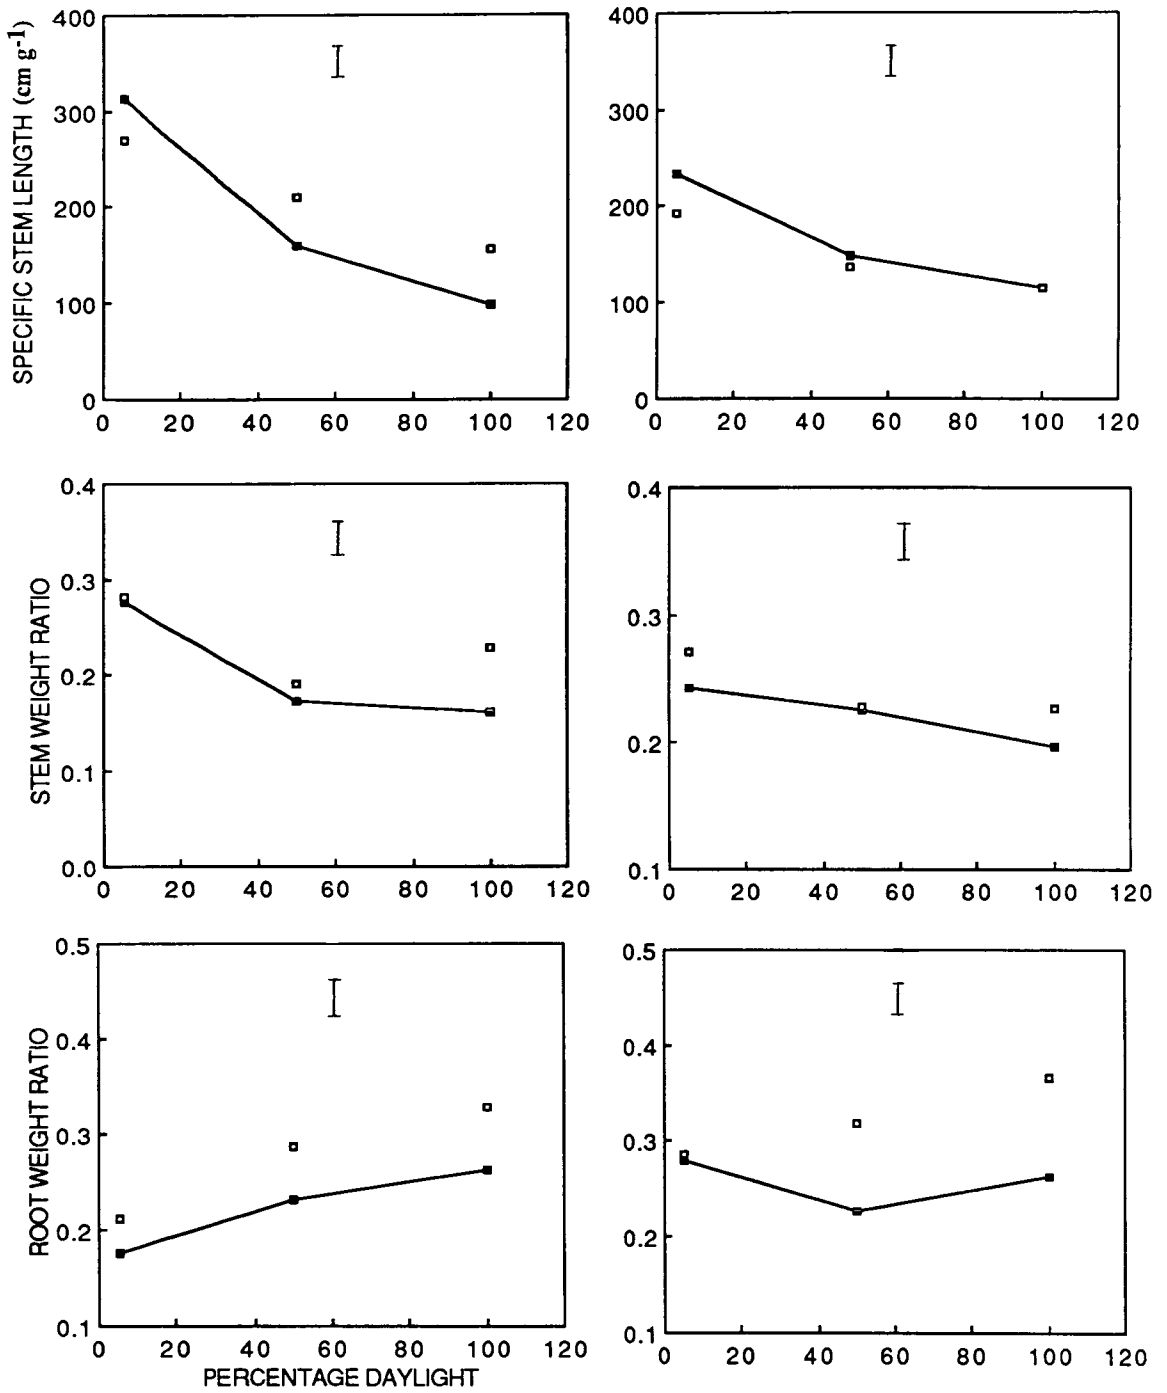 SPECIFIC STEM LENGTH (cm g-1)
400
300
200
100
0
0 20 40 60 80 100 120
400
300
200
100
0
0 20 40 60 80 100 120
STEM WEIGHT RATIO
0.4
0.3
0.2
0.1
0.0
0 20 40 60 80 100 120
0.4
0.3
0.2
0.1
0 20 40 60 80 100 120
ROOT WEIGHT RATIO
0.5
0.4
0.3
0.2
0.1
0 20 40 60 80 100 120
PERCENTAGE DAYLIGHT
0.5
0.4
0.3
0.2
0.1
0 20 40 60 80 100 120